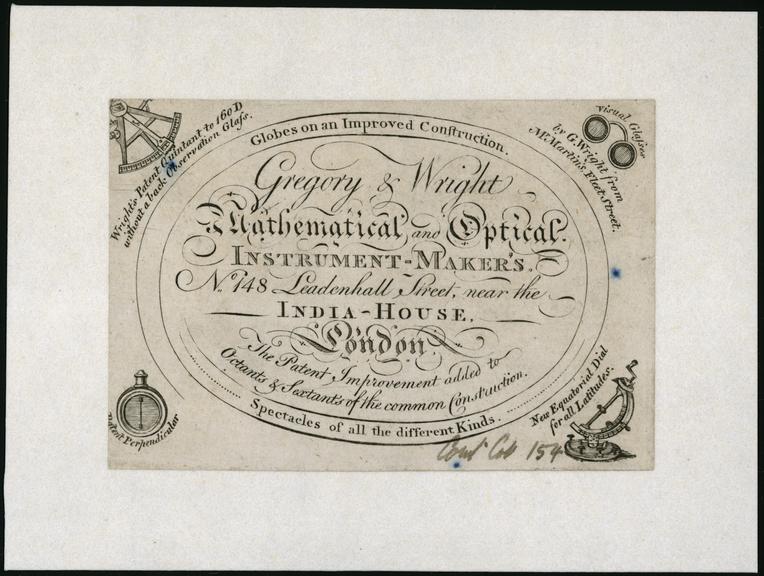 Wright's Patent Quintant to 160D
without a back Observation Glass.
Visual Glasses
by G. Wright from
Mr. Martin's, Fleet Street.
Globes on an Improved Construction.
Gregory & Wright
Mathematical and Optical.
INSTRUMENT-MAKER'S.
No. 148 Leadenhall Street, near the
INDIA-HOUSE,
London,
The Patent Improvement added to
Octants & Sextants of the common Construction.
Spectacles of all the different Kinds.
Patent Perpendicular
New Equatorial Dial
for all Latitudes.
154